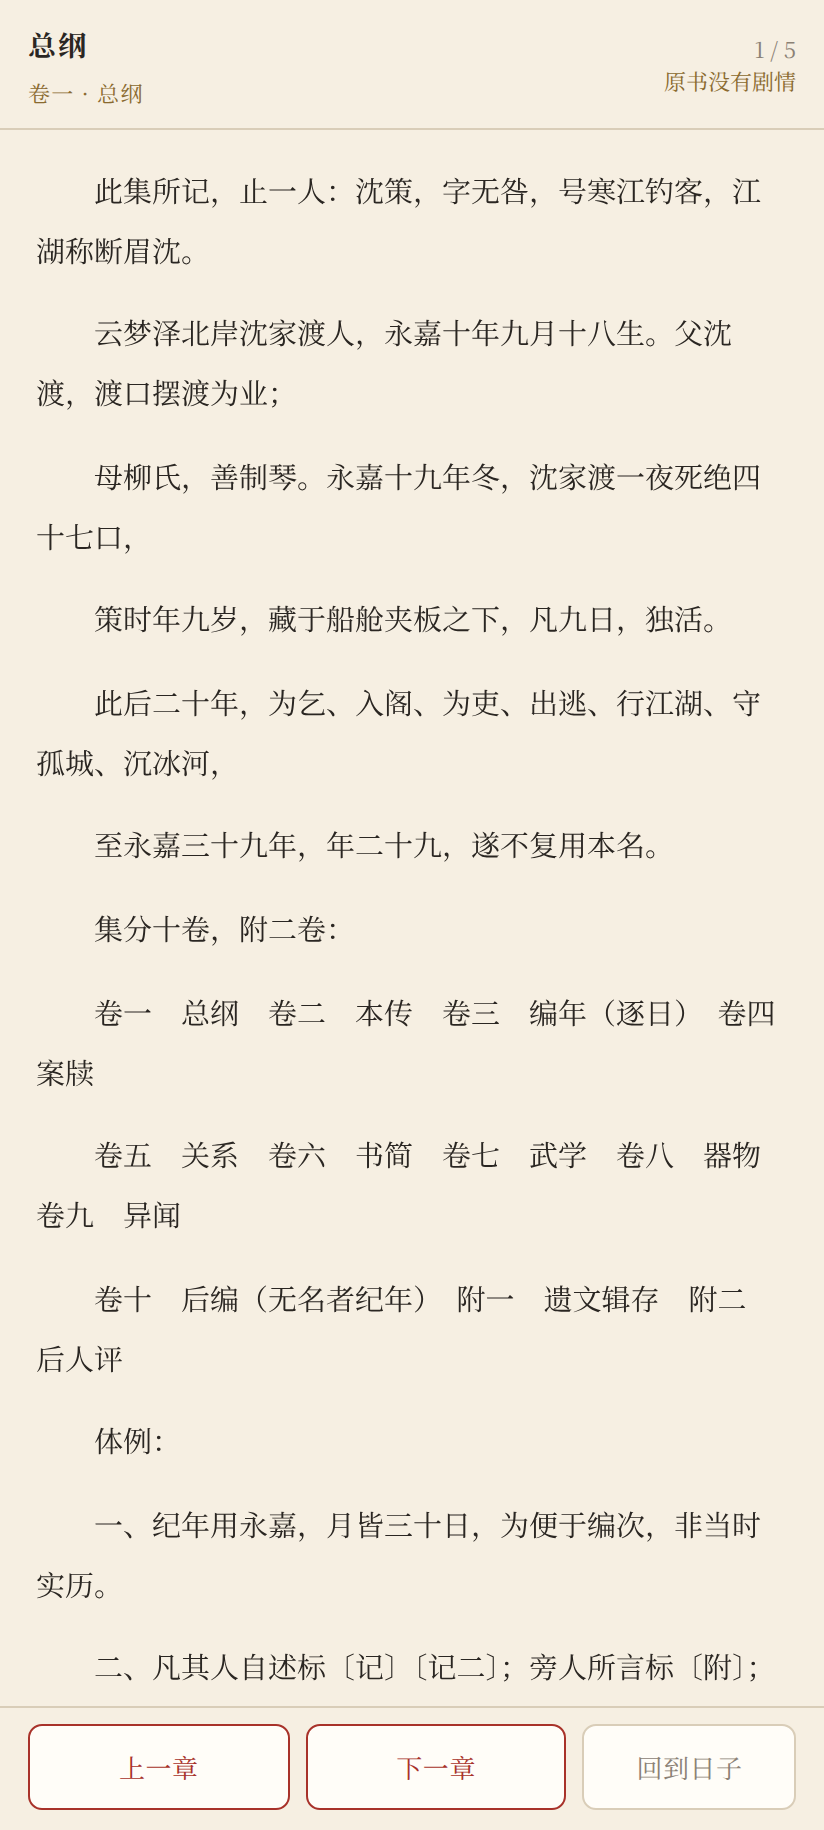 总纲
1 / 5
卷一 · 总纲
原书没有剧情
此集所记，止一人：沈策，字无咎，号寒江钓客，江
湖称断眉沈。
云梦泽北岸沈家渡人，永嘉十年九月十八生。父沈
渡，渡口摆渡为业；
母柳氏，善制琴。永嘉十九年冬，沈家渡一夜死绝四
十七口，
策时年九岁，藏于船舱夹板之下，凡九日，独活。
此后二十年，为乞、入阁、为吏、出逃、行江湖、守
孤城、沉冰河，
至永嘉三十九年，年二十九，遂不复用本名。
集分十卷，附二卷：
卷一　总纲　卷二　本传　卷三　编年（逐日）　卷四
案牍
卷五　关系　卷六　书简　卷七　武学　卷八　器物
卷九　异闻
卷十　后编（无名者纪年）　附一　遗文辑存　附二
后人评
体例：
一、纪年用永嘉，月皆三十日，为便于编次，非当时
实历。
二、凡其人自述标〔记〕〔记二〕；旁人所言标〔附〕；
上一章
下一章
回到日子